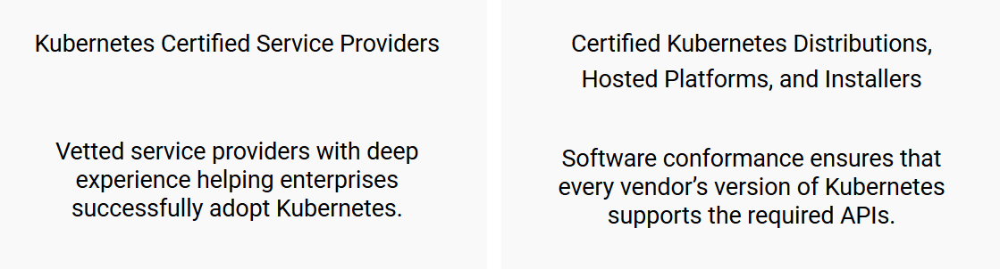 Kubernetes Certified Service Providers
Vetted service providers with deep
experience helping enterprises
successfully adopt Kubernetes.
Certified Kubernetes Distributions,
Hosted Platforms, and Installers
Software conformance ensures that
every vendor’s version of Kubernetes
supports the required APIs.